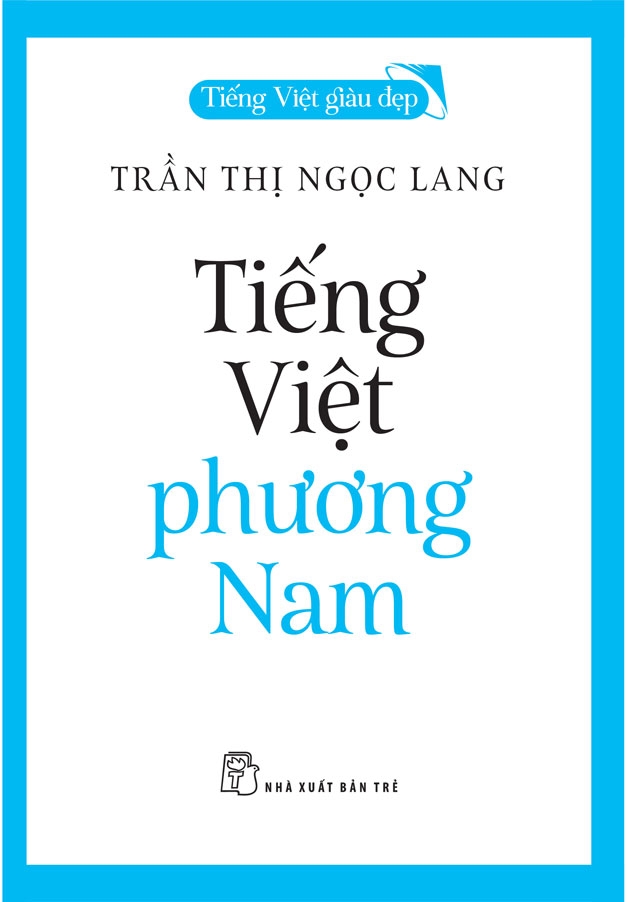 Tiếng Việt giàu đẹp
TRẦN THỊ NGỌC LANG
Tiếng
Việt
phương
Nam
T
NHÀ XUẤT BẢN TRẺ